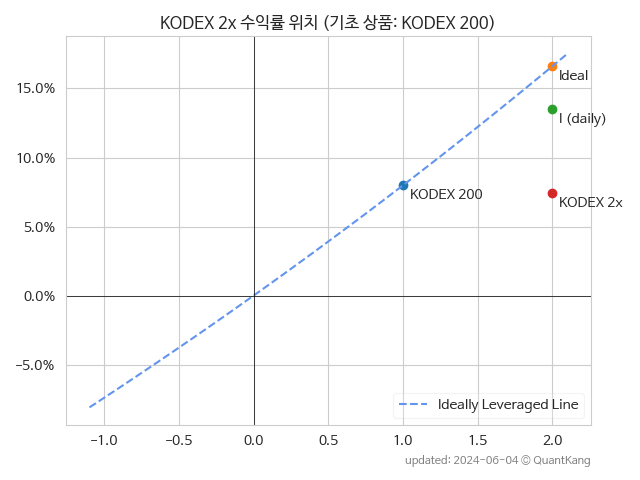 KODEX 2x 수익률 위치 (기초 상품: KODEX 200)
15.0%
10.0%
5.0%
0.0%
-5.0%
Ideal
I (daily)
KODEX 200
KODEX 2x
Ideally Leveraged Line
-1.0 -0.5 0.0 0.5 1.0 1.5 2.0
updated: 2024-06-04 © QuantKang